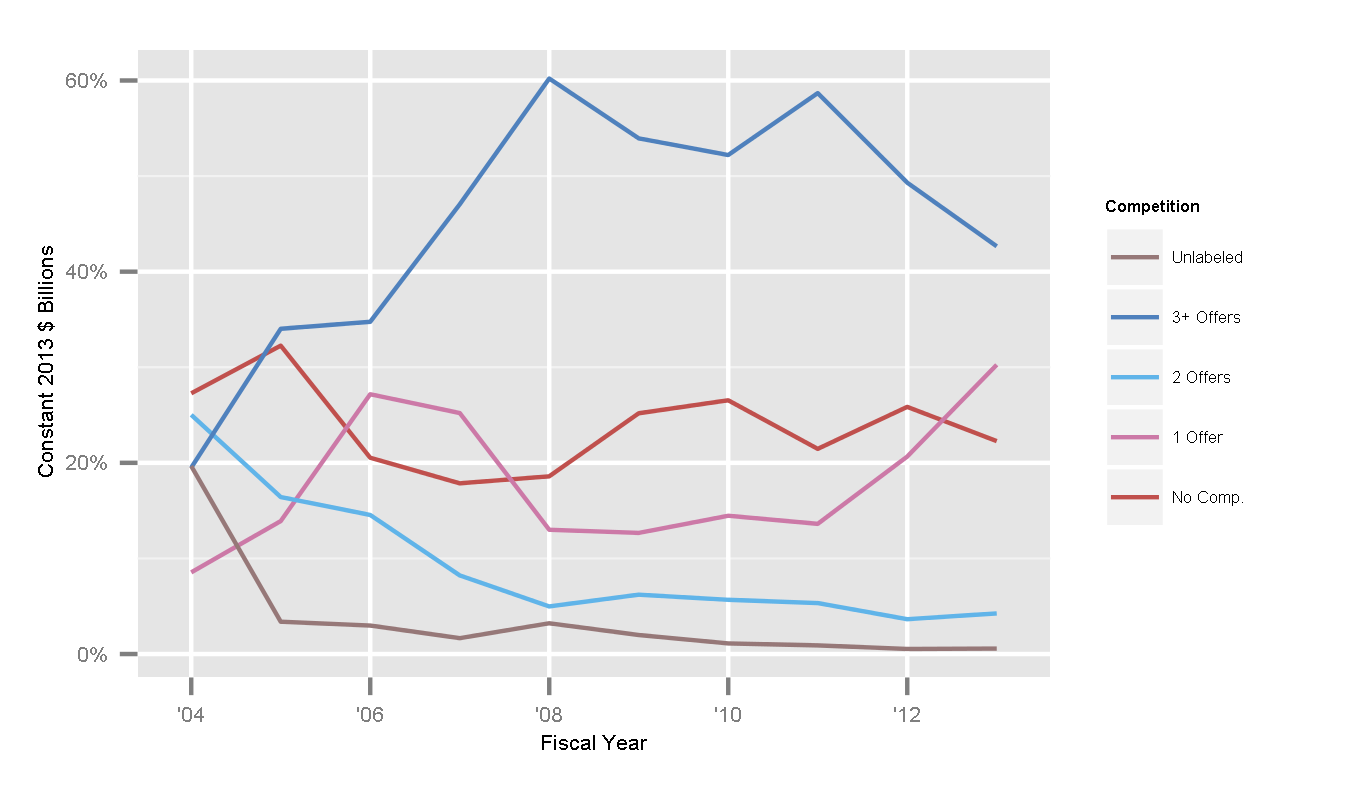 60%
40%
20%
0%
Constant 2013 $ Billions
'04 '06 '08 '10 '12
Fiscal Year
Competition
Unlabeled
3+ Offers
2 Offers
1 Offer
No Comp.